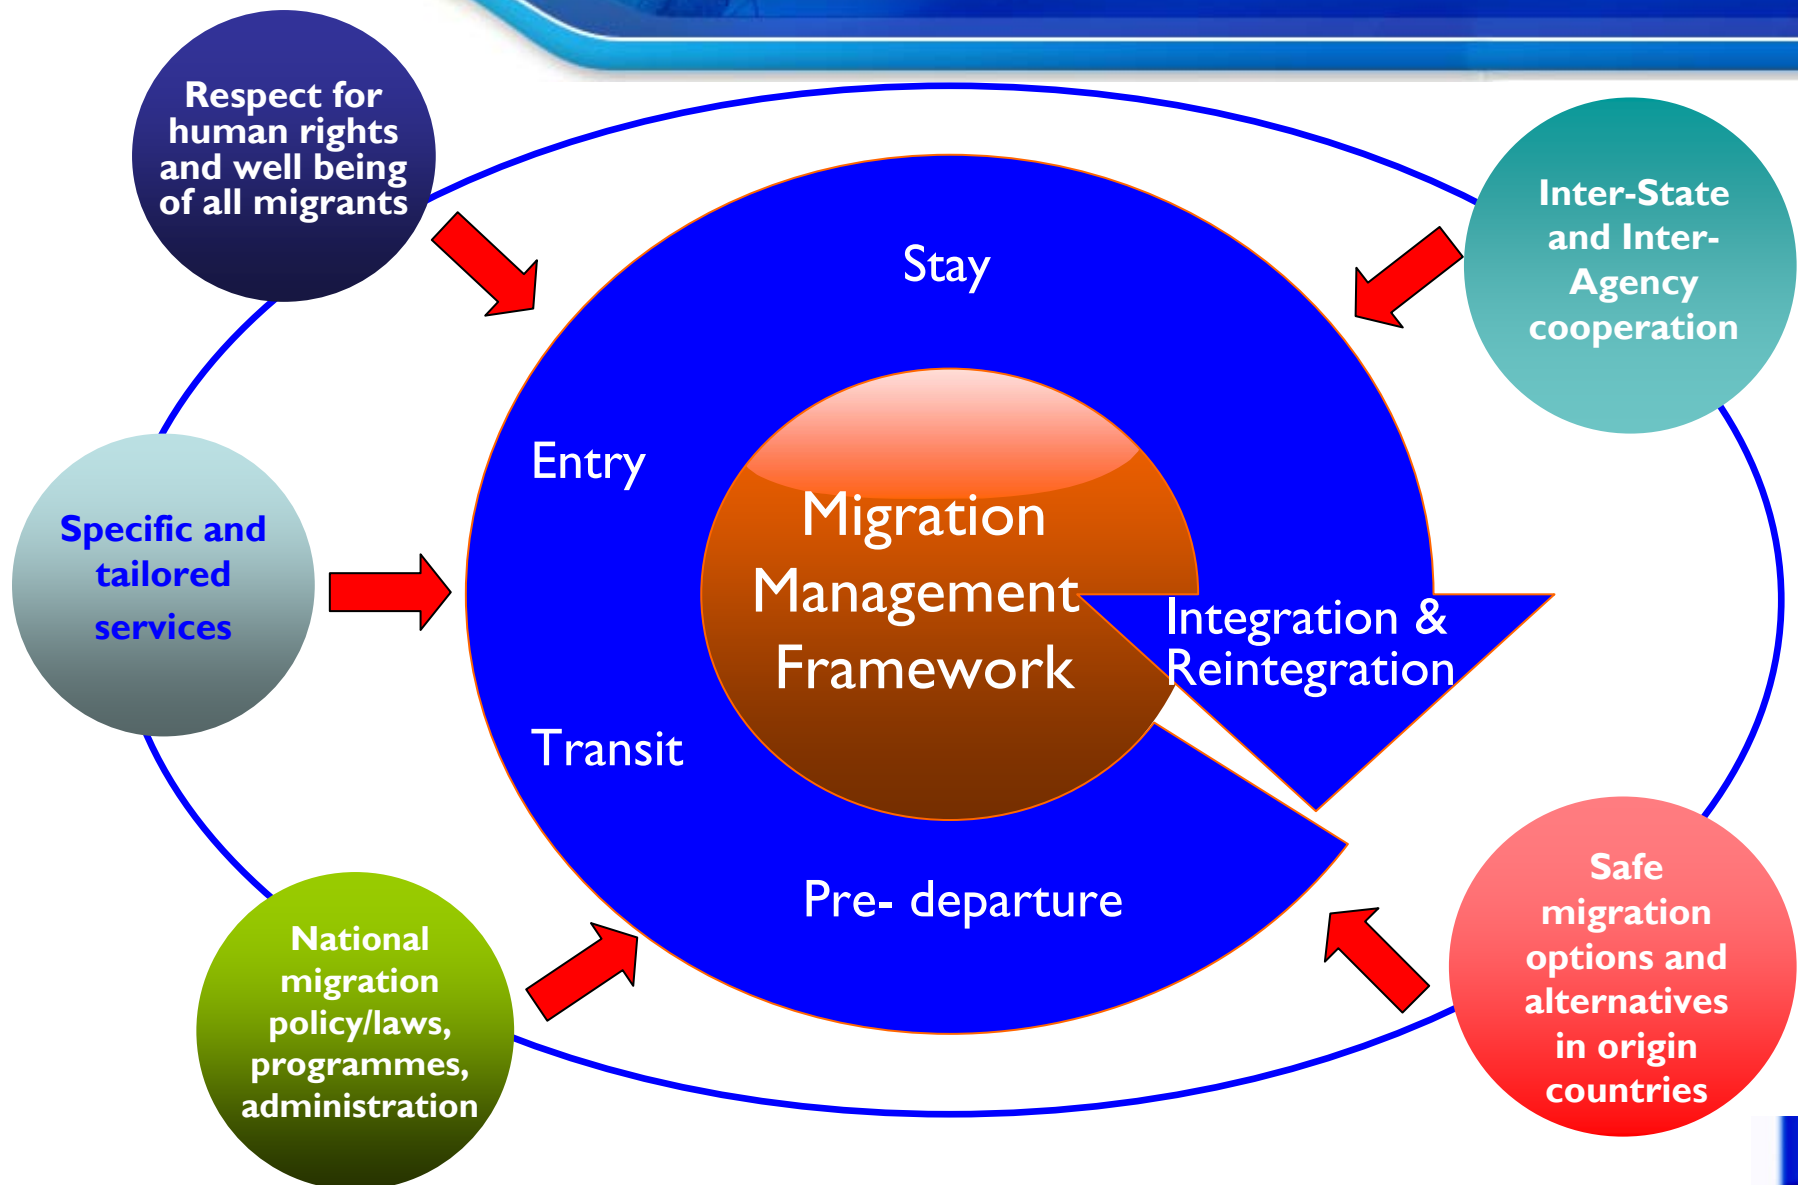 Respect for
human rights
and well being
of all migrants
Inter-State
and Inter-
Agency
cooperation
Stay
Entry
Specific and
tailored
services
Migration
Management
Framework
Integration &
Reintegration
Transit
Pre- departure
National
migration
policy/laws,
programmes,
administration
Safe
migration
options and
alternatives
in origin
countries